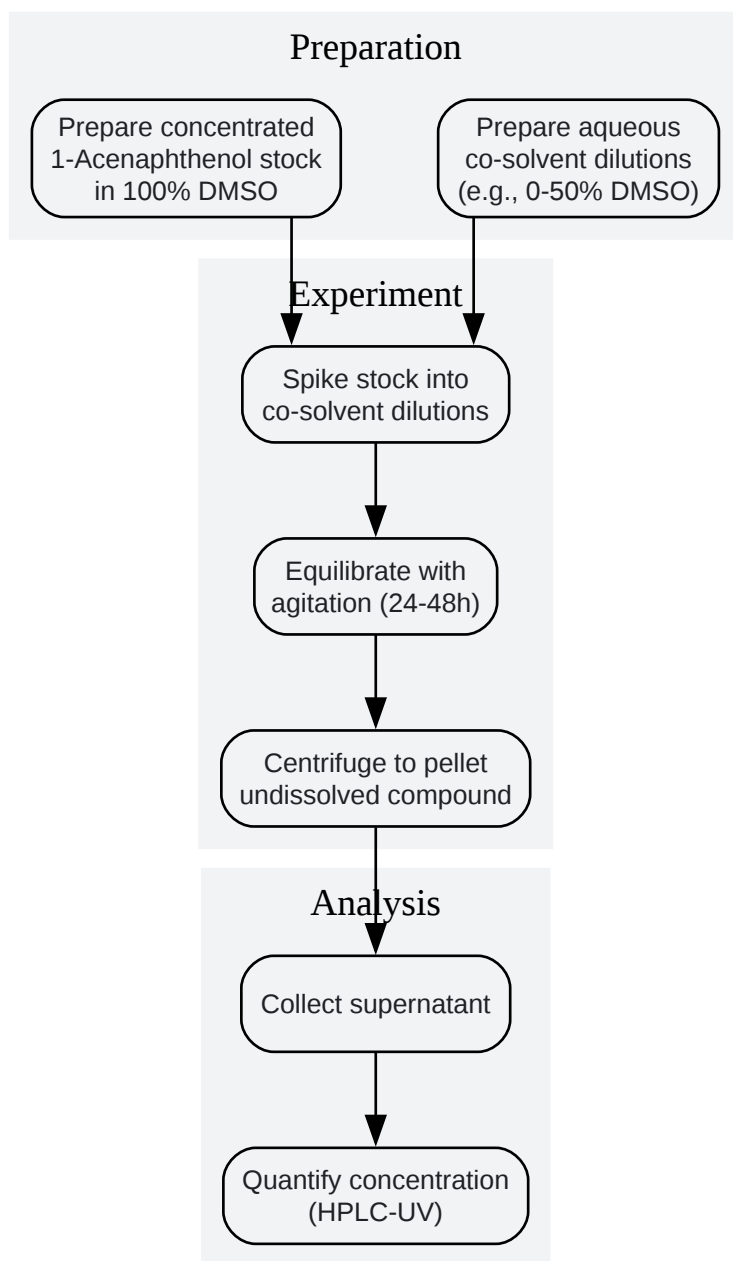 Preparation
Prepare concentrated
1-Acenaphthenol stock
in 100% DMSO
Prepare aqueous
co-solvent dilutions
(e.g., 0-50% DMSO)
Experiment
Spike stock into
co-solvent dilutions
Equilibrate with
agitation (24-48h)
Centrifuge to pellet
undissolved compound
Analysis
Collect supernatant
Quantify concentration
(HPLC-UV)